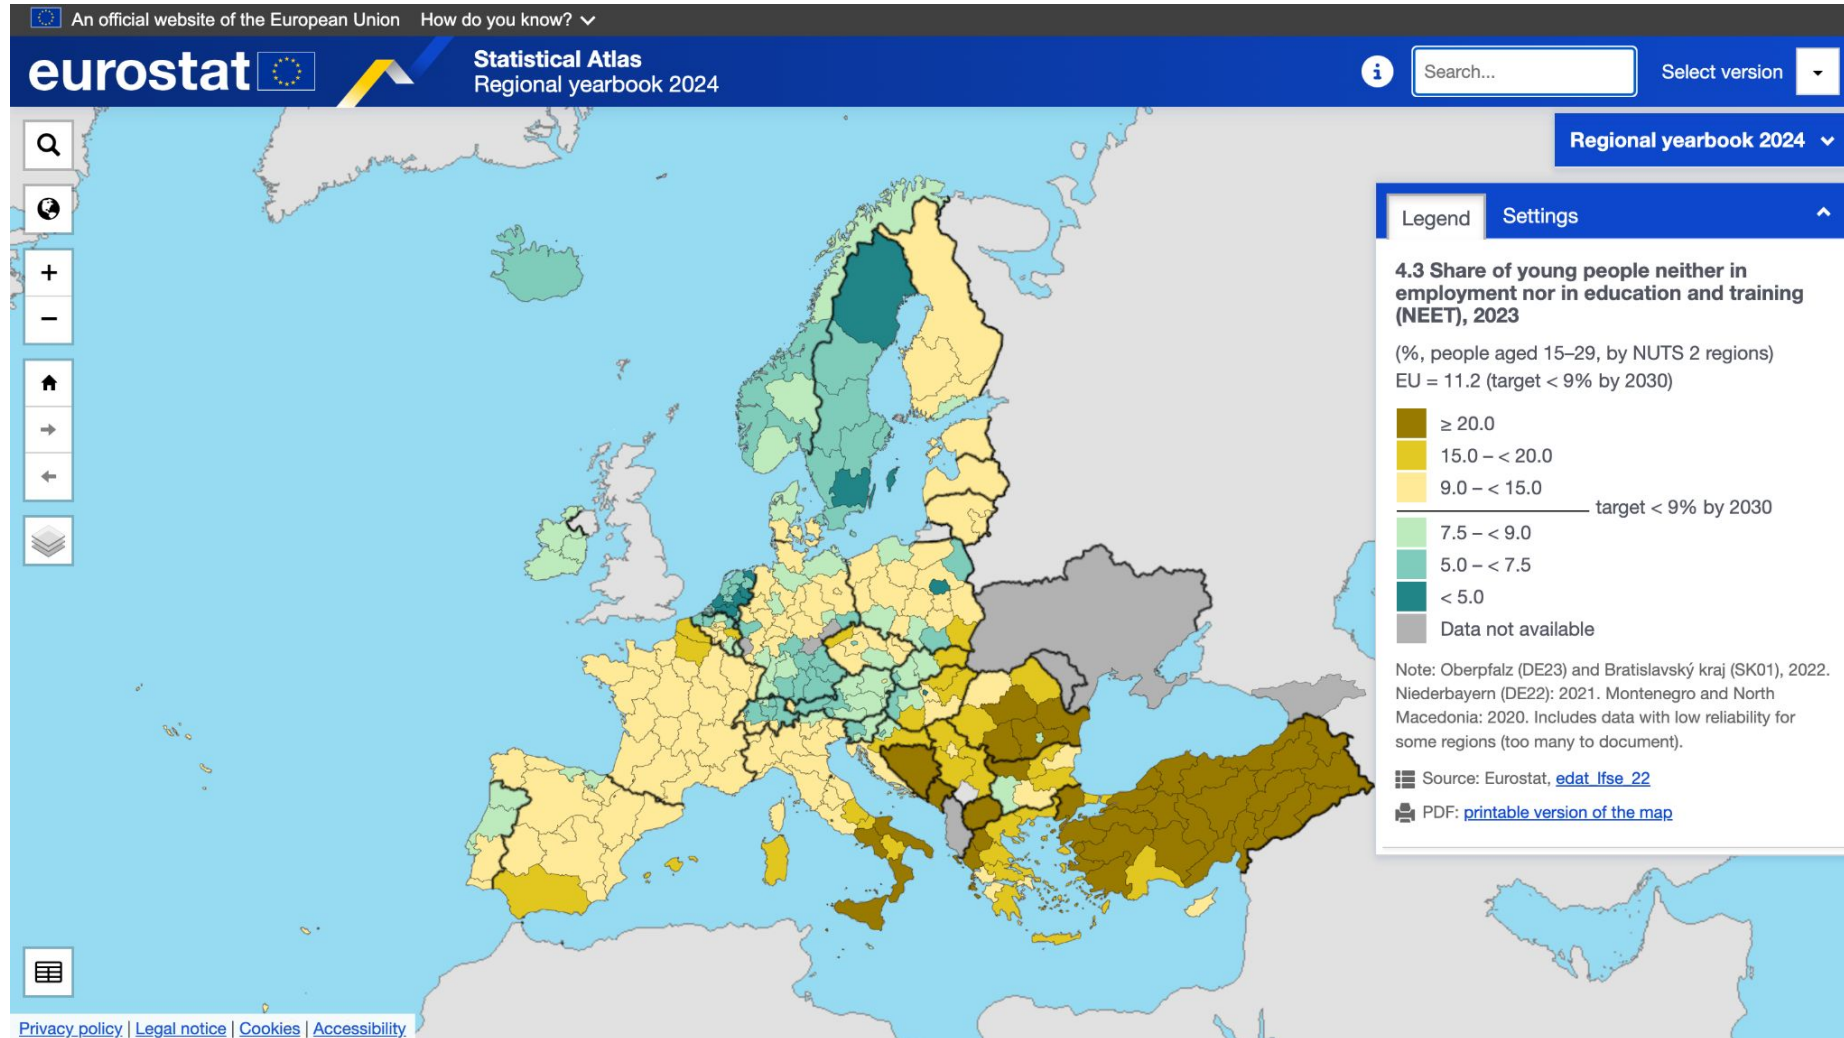 An official website of the European Union How do you know?
eurostat
Statistical Atlas
Regional yearbook 2024
i
Search...
Select version
Regional yearbook 2024
Legend
Settings
4.3 Share of young people neither in
employment nor in education and training
(NEET), 2023
(%, people aged 15–29, by NUTS 2 regions)
EU = 11.2 (target < 9% by 2030)
≥ 20.0
15.0 – < 20.0
9.0 – < 15.0
target < 9% by 2030
7.5 – < 9.0
5.0 – < 7.5
< 5.0
Data not available
Note: Oberpfalz (DE23) and Bratislavský kraj (SK01), 2022.
Niederbayern (DE22): 2021. Montenegro and North
Macedonia: 2020. Includes data with low reliability for
some regions (too many to document).
Source: Eurostat, edat_lfse_22
PDF: printable version of the map
Privacy policy | Legal notice | Cookies | Accessibility